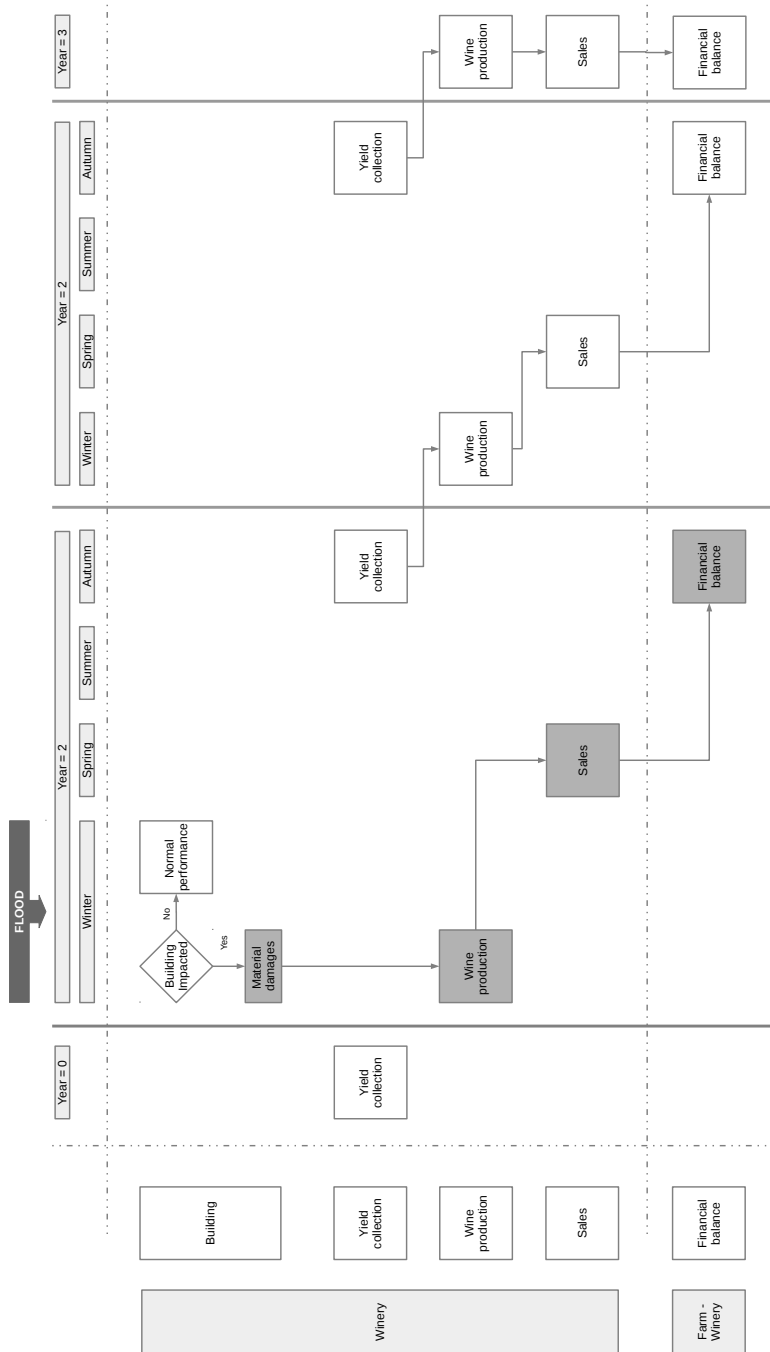 FLOOD
Year = 0
Year = 2
Year = 2
Year = 3
Winter
Spring
Summer
Autumn
Winter
Spring
Summer
Autumn
Winery
Building
Building
Impacted
No
Normal
performance
Yes
Material
damages
Yield
collection
Yield
collection
Yield
collection
Yield
collection
Wine
production
Wine
production
Wine
production
Wine
production
Sales
Sales
Sales
Sales
Farm -
Winery
Financial
balance
Financial
balance
Financial
balance
Financial
balance